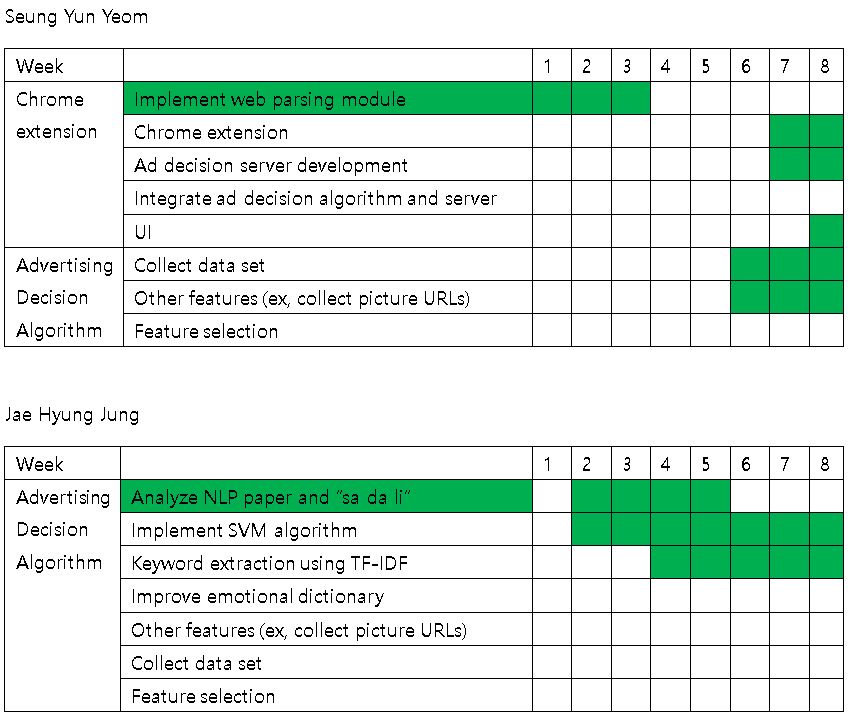 Seung Yun Yeom
Week 1 2 3 4 5 6 7 8
Chrome Implement web parsing module
extension Chrome extension
Ad decision server development
Integrate ad decision algorithm and server
UI
Advertising Collect data set
Decision Other features (ex, collect picture URLs)
Algorithm Feature selection
Jae Hyung Jung
Week 1 2 3 4 5 6 7 8
Advertising Analyze NLP paper and “sa da li”
Decision Implement SVM algorithm
Algorithm Keyword extraction using TF-IDF
Improve emotional dictionary
Other features (ex, collect picture URLs)
Collect data set
Feature selection